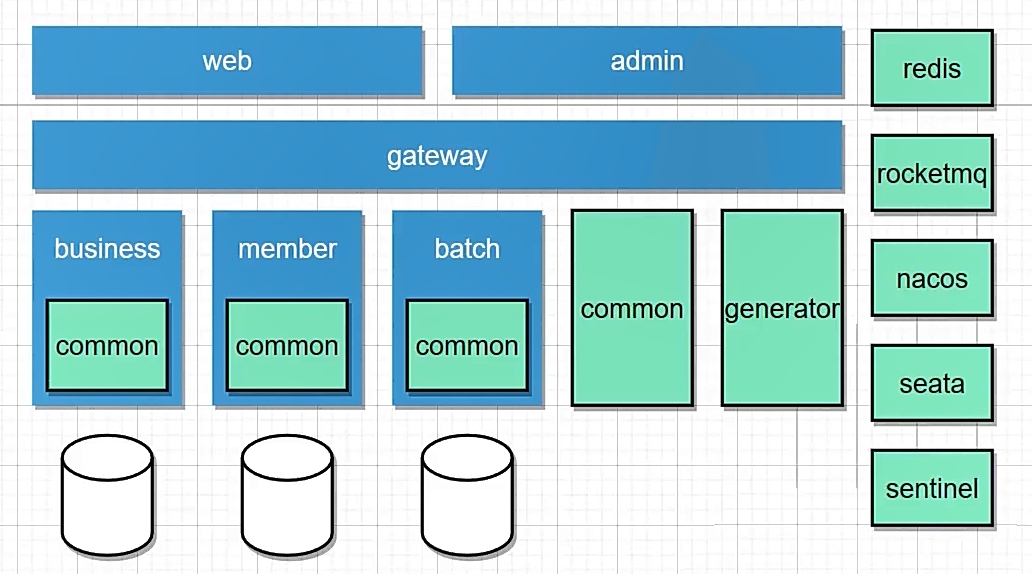 web
admin
redis
gateway
rocketmq
business
member
batch
common
generator
nacos
common
common
common
seata
sentinel